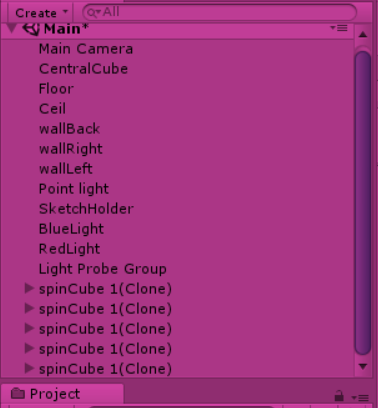 Create All
Main*
Main Camera
CentralCube
Floor
Ceil
wallBack
wallRight
wallLeft
Point light
SketchHolder
BlueLight
RedLight
Light Probe Group
spinCube 1(Clone)
spinCube 1(Clone)
spinCube 1(Clone)
spinCube 1(Clone)
spinCube 1(Clone)
Project